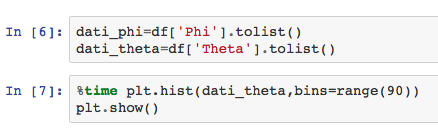 In [6]: dati_phi=df['Phi'].tolist()
dati_theta=df['Theta'].tolist()
In [7]: %time plt.hist(dati_theta,bins=range(90))
plt.show()